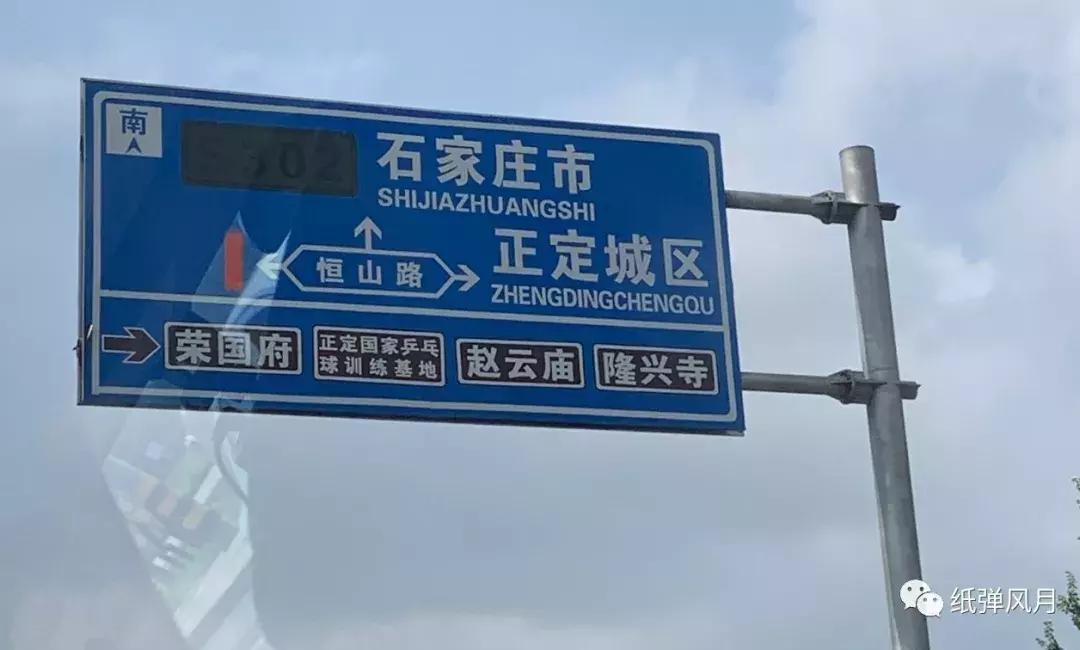 南
石家庄市
SHIJIAZHUANGSHI
恒山路
正定城区
ZHENGDINGCHENGQU
荣国府
正定国家乒乓
球训练基地
赵云庙
隆兴寺
纸弹风月